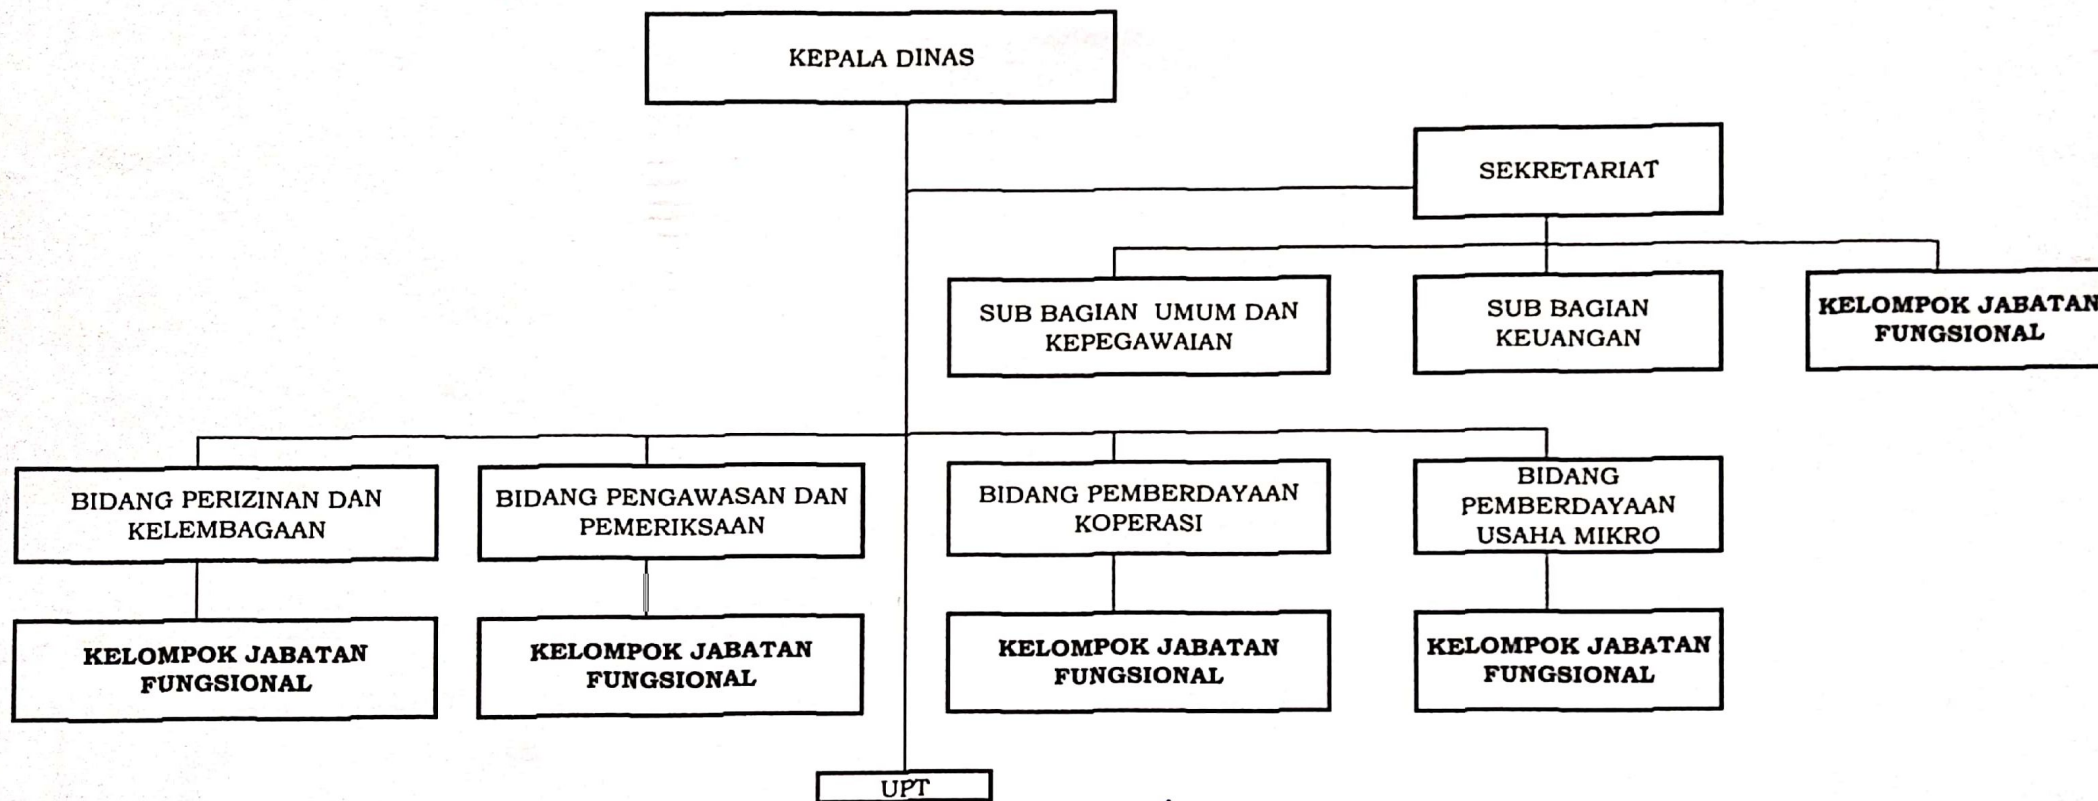 KEPALA DINAS
SEKRETARIAT
SUB BAGIAN UMUM DAN
KEPEGAWAIAN
SUB BAGIAN
KEUANGAN
KELOMPOK JABATAN
FUNGSIONAL
BIDANG PERIZINAN DAN
KELEMBAGAAN
BIDANG PENGAWASAN DAN
PEMERIKSAAN
BIDANG PEMBERDAYAAN
KOPERASI
BIDANG
PEMBERDAYAAN
USAHA MIKRO
KELOMPOK JABATAN
FUNGSIONAL
KELOMPOK JABATAN
FUNGSIONAL
KELOMPOK JABATAN
FUNGSIONAL
KELOMPOK JABATAN
FUNGSIONAL
UPT